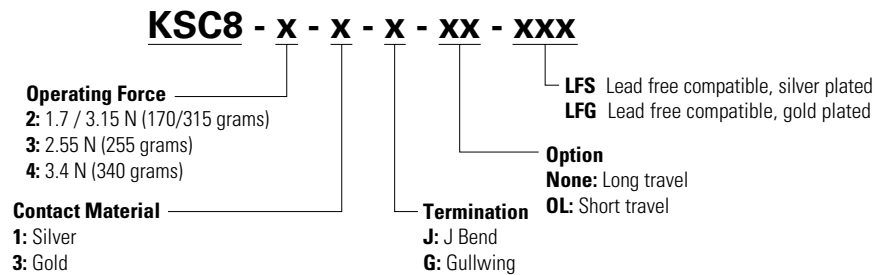 KSC8 - x - x - x - xx - xxx
LFS Lead free compatible, silver plated
LFG Lead free compatible, gold plated
Operating Force
2: 1.7 / 3.15 N (170/315 grams)
3: 2.55 N (255 grams)
4: 3.4 N (340 grams)
Option
None: Long travel
OL: Short travel
Contact Material
1: Silver
3: Gold
Termination
J: J Bend
G: Gullwing